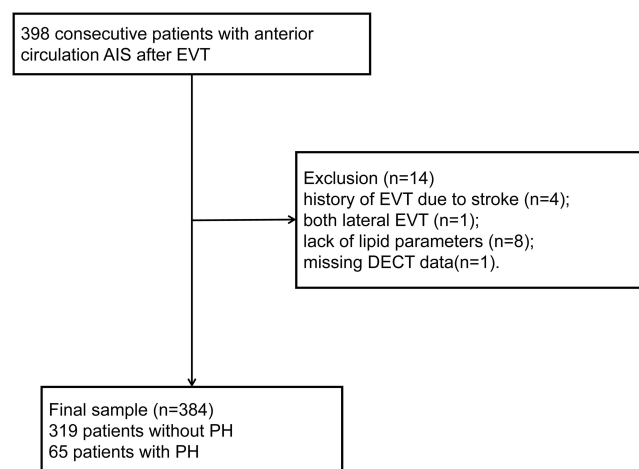 398 consecutive patients with anterior
circulation AIS after EVT
Exclusion (n=14)
history of EVT due to stroke (n=4);
both lateral EVT (n=1);
lack of lipid parameters (n=8);
missing DECT data(n=1).
Final sample (n=384)
319 patients without PH
65 patients with PH